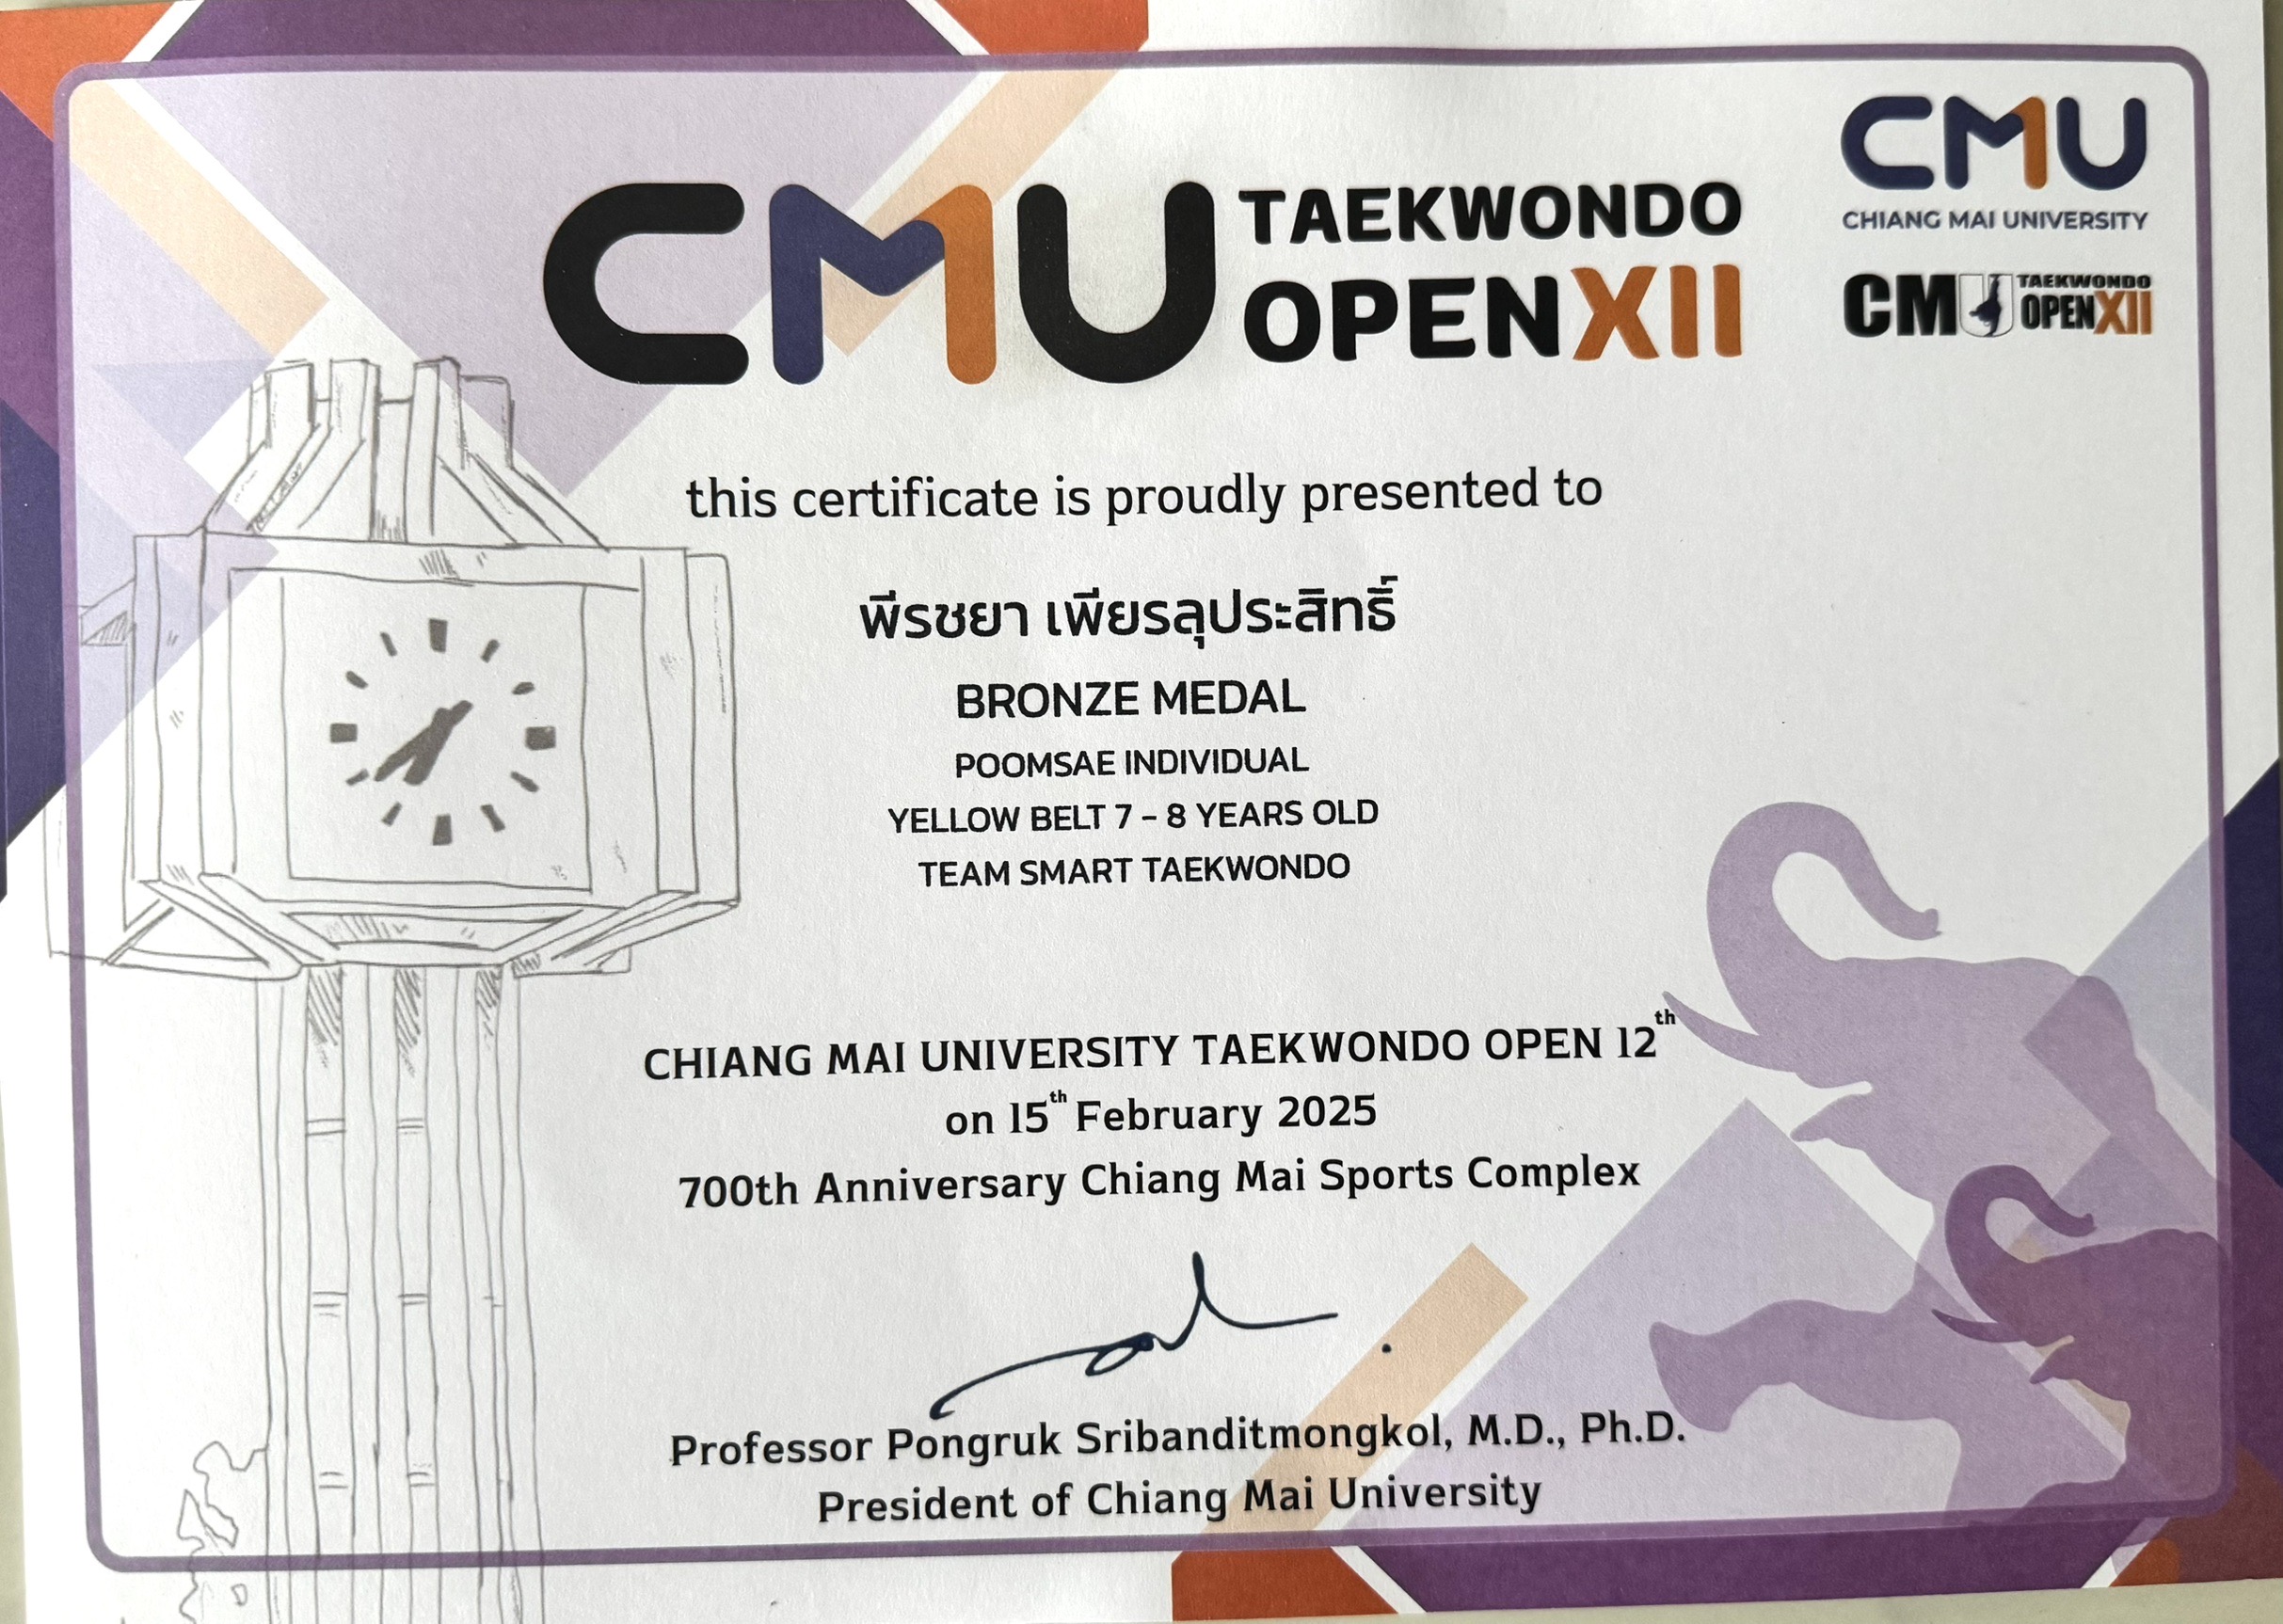 CMU TAEKWONDO
OPEN XII
CMU
CHIANG MAI UNIVERSITY
CMU TAEKWONDO
OPEN XII
this certificate is proudly presented to
พีรชยา เพียรลุประสิทธิ์
BRONZE MEDAL
POOMSAE INDIVIDUAL
YELLOW BELT 7 - 8 YEARS OLD
TEAM SMART TAEKWONDO
CHIANG MAI UNIVERSITY TAEKWONDO OPEN 12th
on 15th February 2025
700th Anniversary Chiang Mai Sports Complex
Professor Pongruk Sribanditmongkol, M.D., Ph.D.
President of Chiang Mai University